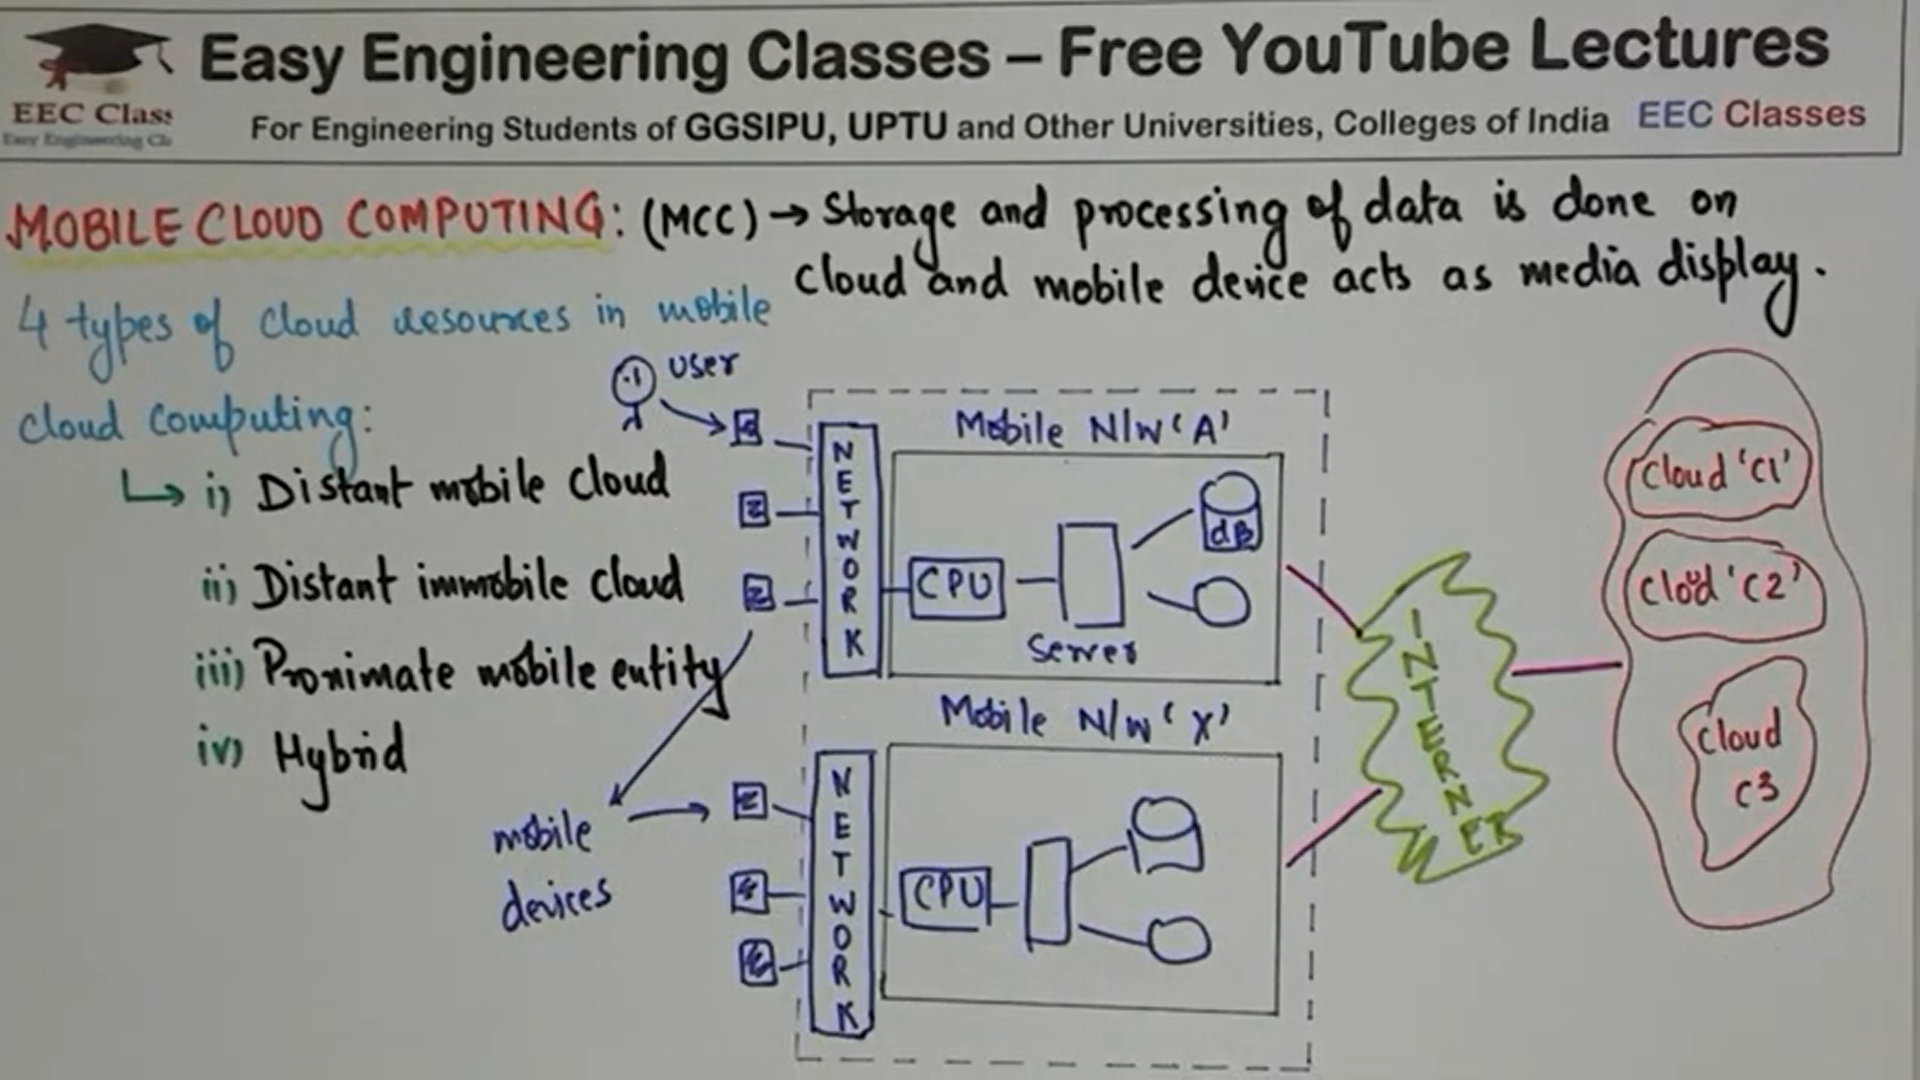 Easy Engineering Classes – Free YouTube Lectures
EEC Class
Easy Engineering Cla
For Engineering Students of GGSIPU, UPTU and Other Universities, Colleges of India EEC Classes
MOBILE CLOUD COMPUTING: (MCC) → Storage and processing of data is done on
cloud and mobile device acts as media display.
4 types of cloud resources in mobile
cloud computing:
i) Distant mobile cloud
ii) Distant immobile cloud
iii) Proximate mobile entity
iv) Hybrid
user
mobile
devices
Mobile N/W 'A'
NETWORK
CPU
Server
dB
Mobile N/W 'X'
NETWORK
CPU
INTERNET
Cloud 'C1'
Cloud 'C2'
Cloud
C3